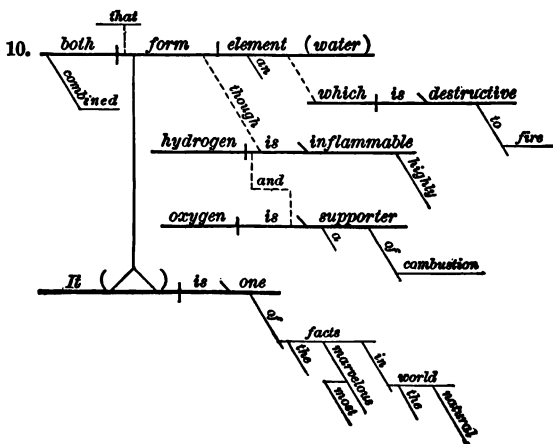 that
10. both form element (water)
combined
an
though
which is destructive
to
fire
hydrogen is inflammable
highly
and
oxygen is supporter
a
of
combustion
It ( ) is one
of
facts
the
marvelous
most
in
world
the
natural